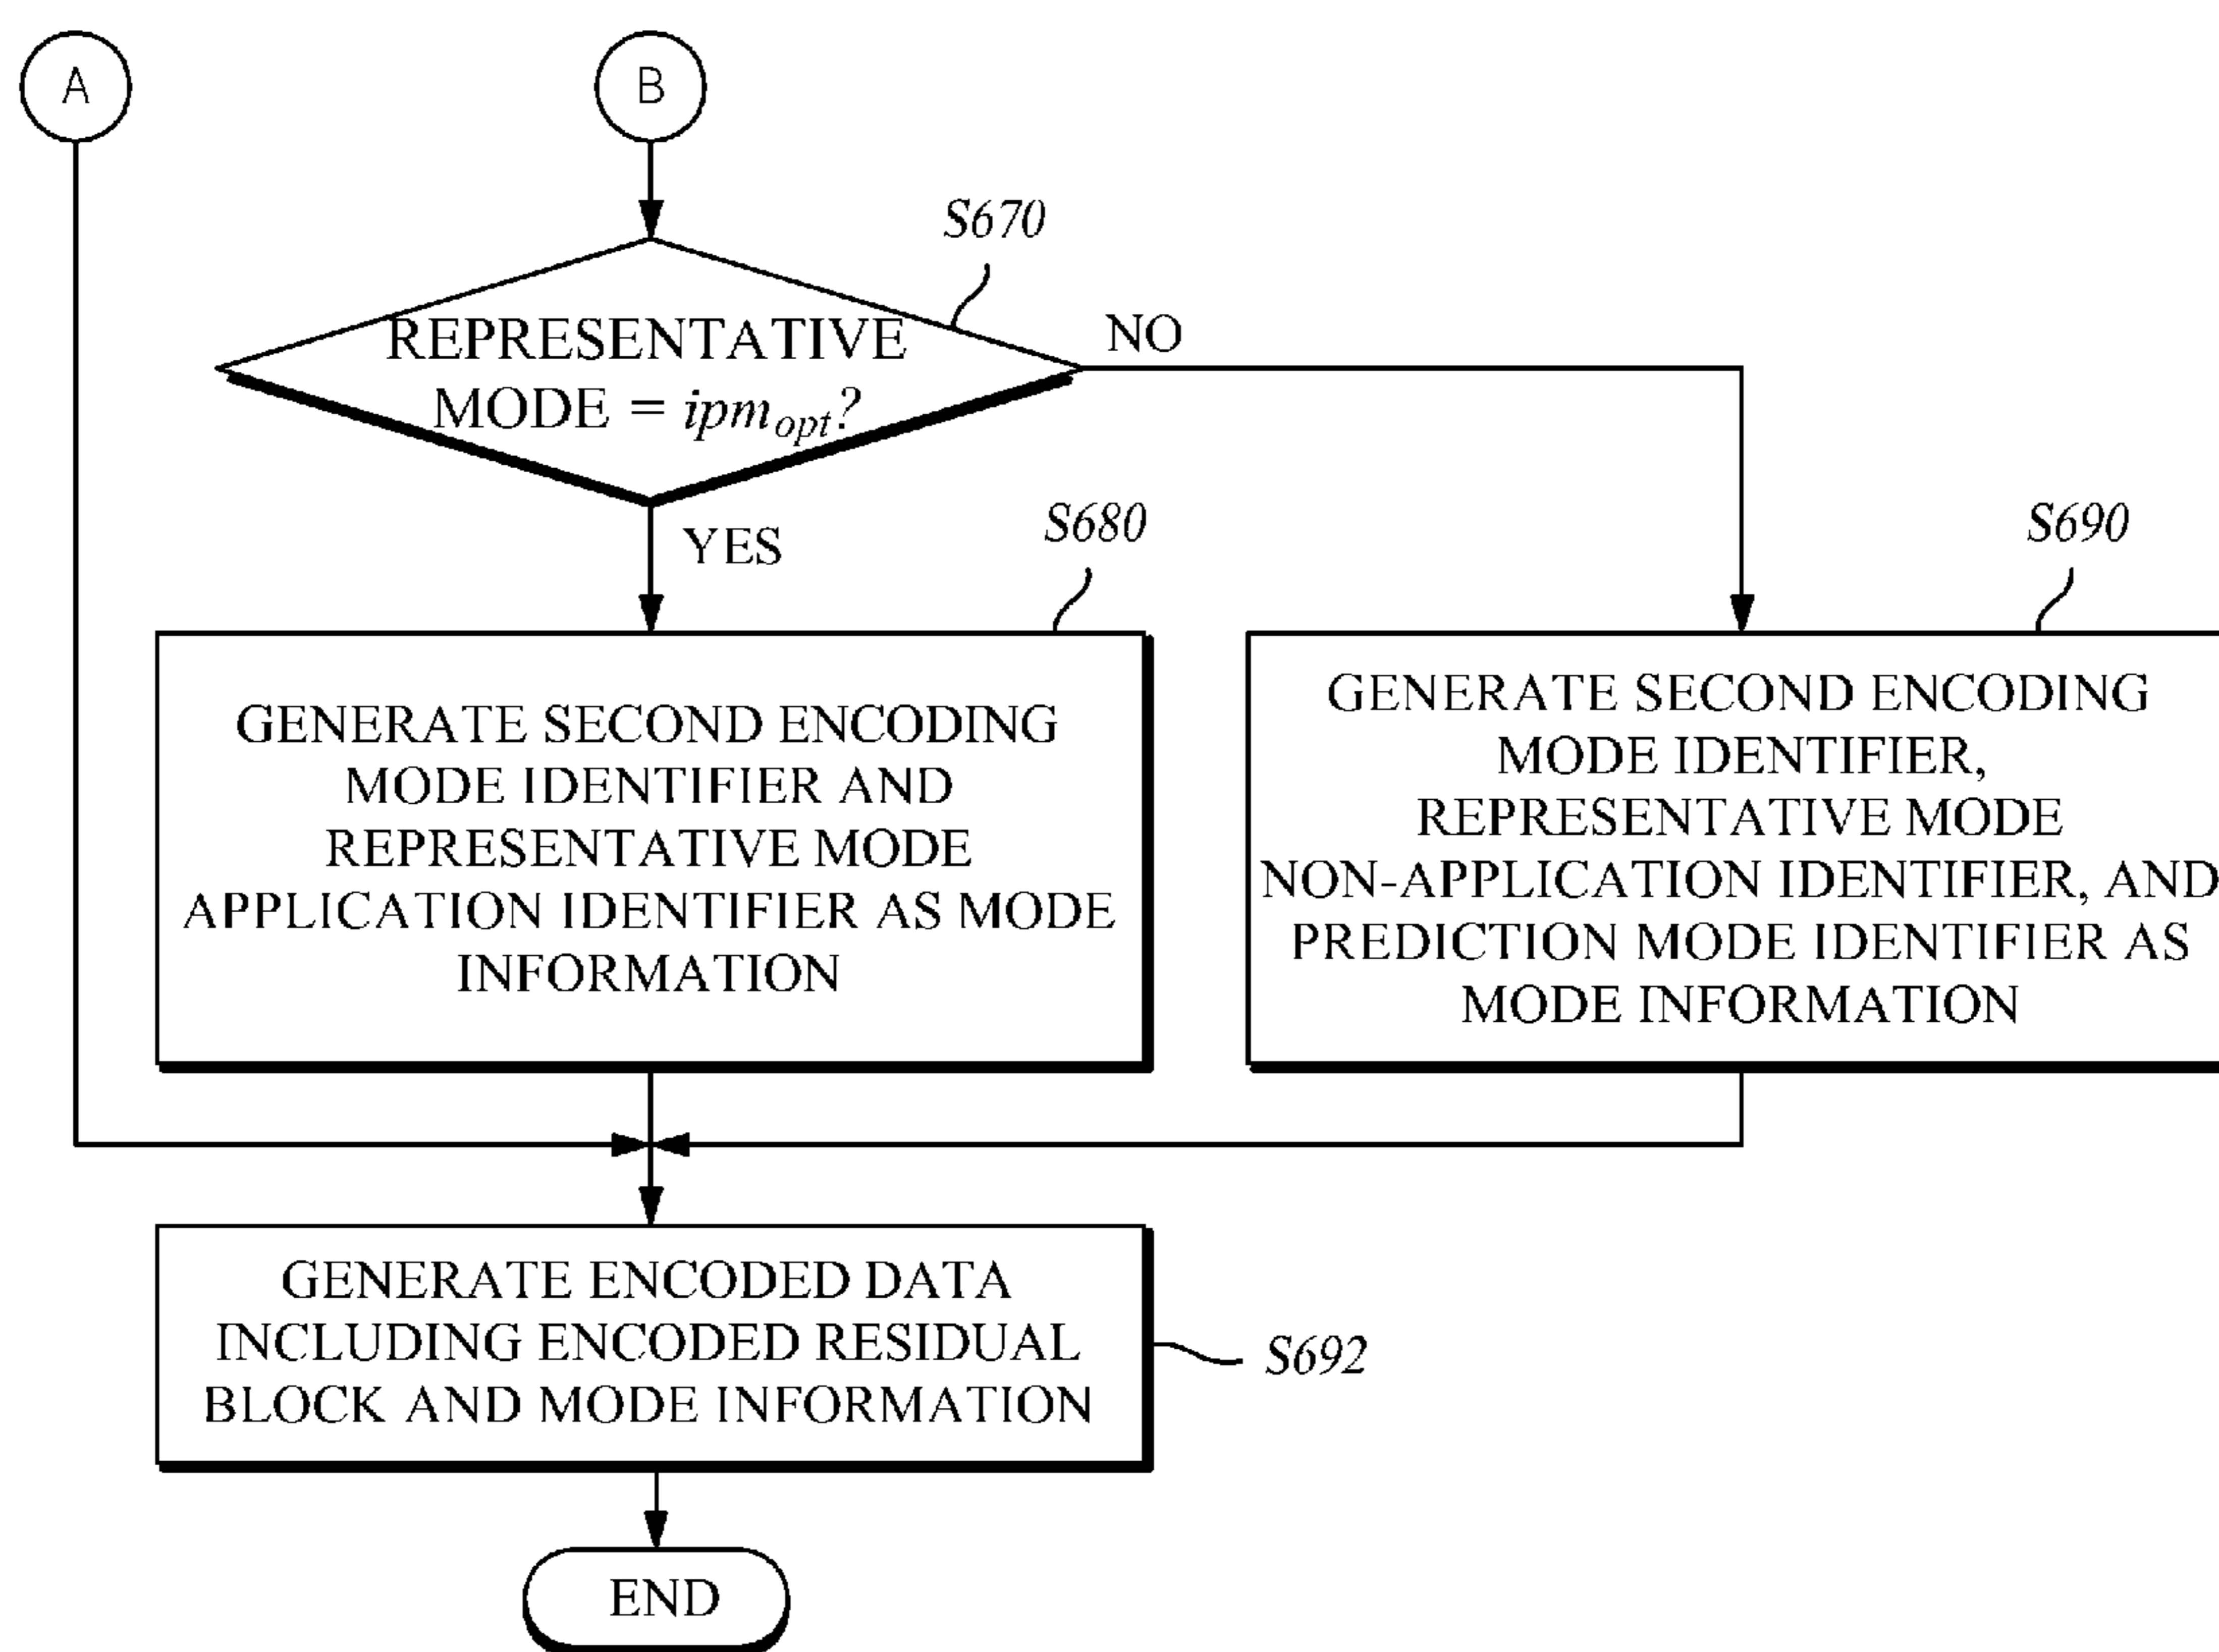 A
B
S670
REPRESENTATIVE
MODE = ipm_opt?
NO
YES
S680
S690
GENERATE SECOND ENCODING
MODE IDENTIFIER AND
REPRESENTATIVE MODE
APPLICATION IDENTIFIER AS MODE
INFORMATION
GENERATE SECOND ENCODING
MODE IDENTIFIER,
REPRESENTATIVE MODE
NON-APPLICATION IDENTIFIER, AND
PREDICTION MODE IDENTIFIER AS
MODE INFORMATION
GENERATE ENCODED DATA
INCLUDING ENCODED RESIDUAL
BLOCK AND MODE INFORMATION
S692
END